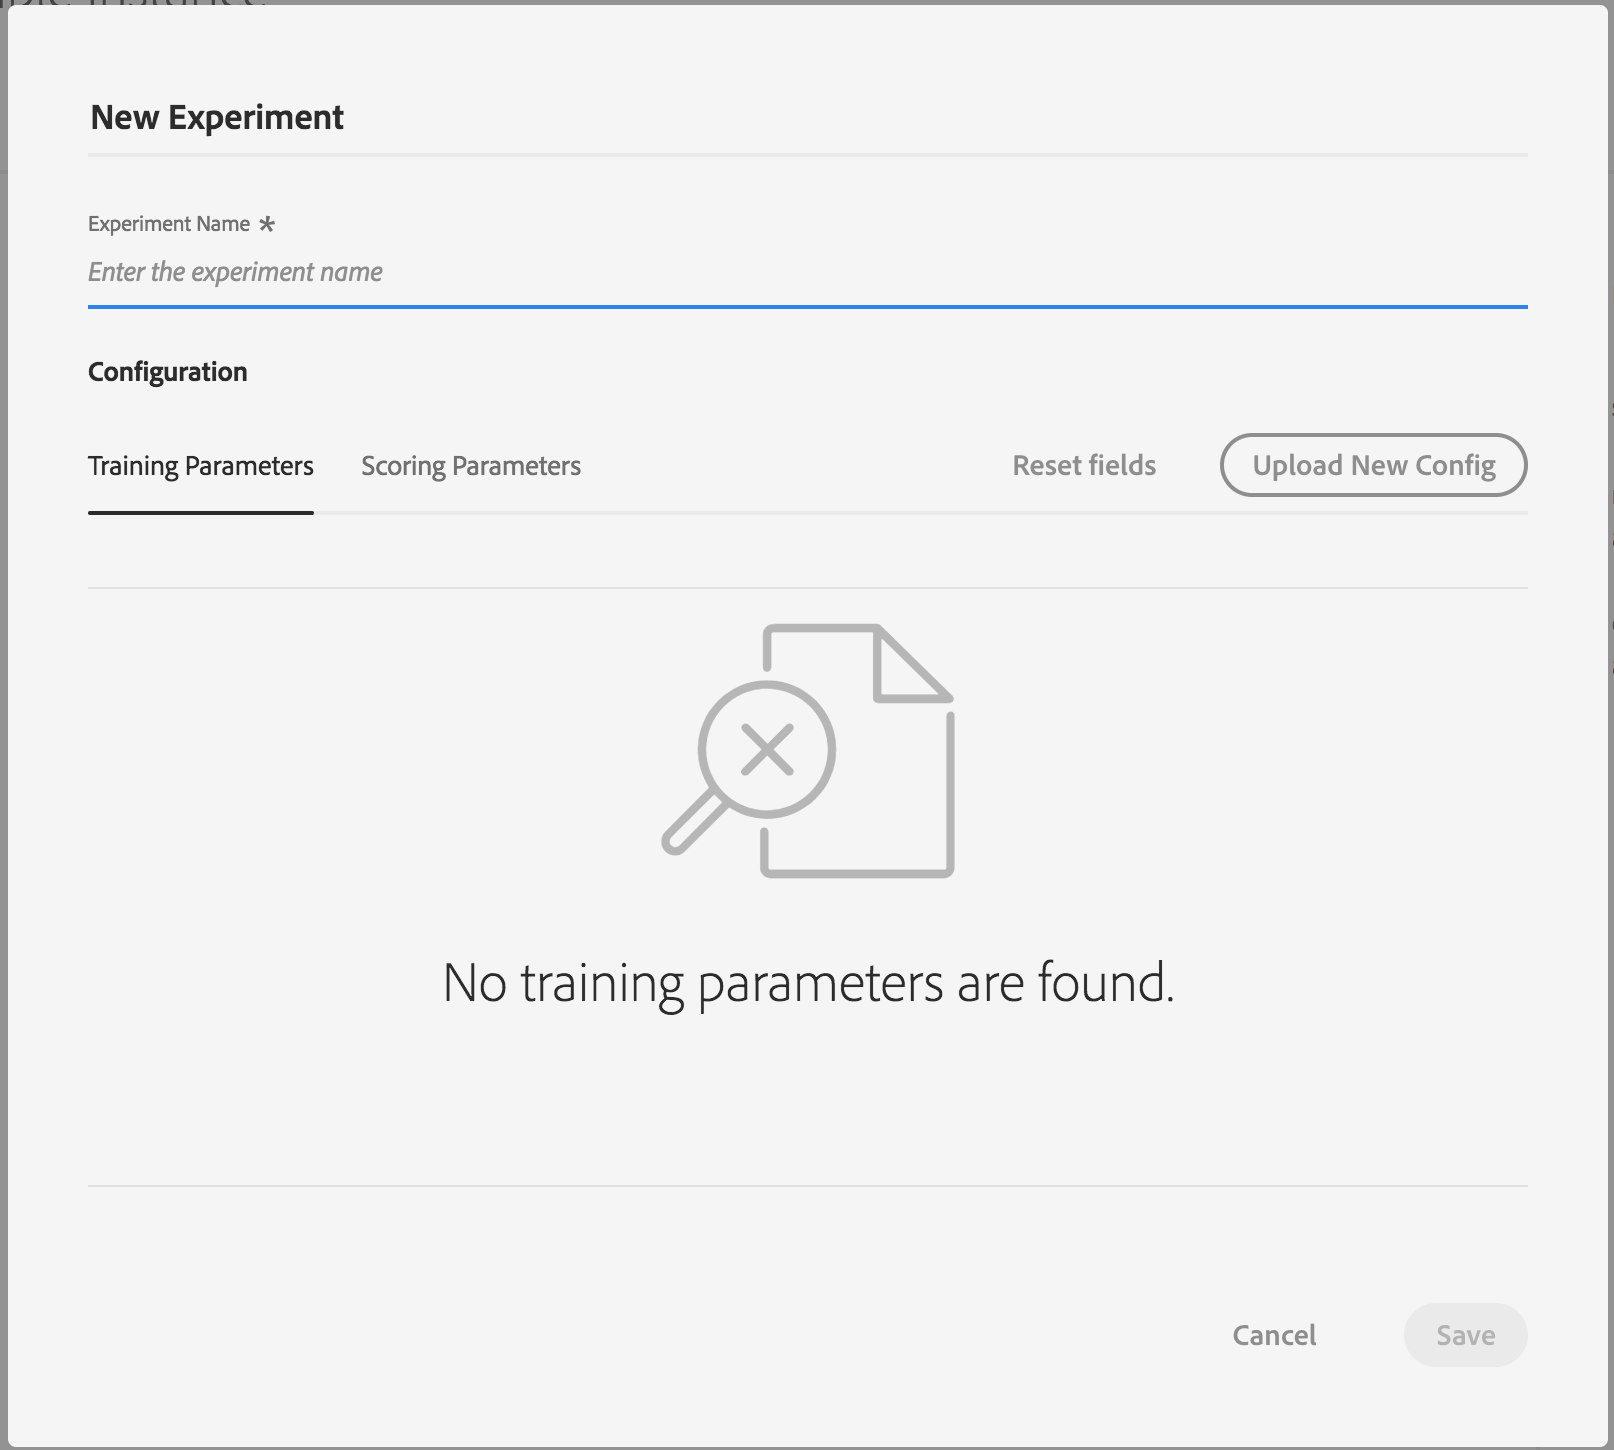 New Experiment
Experiment Name *
Enter the experiment name
Configuration
Training Parameters Scoring Parameters Reset fields Upload New Config
No training parameters are found.
Cancel Save